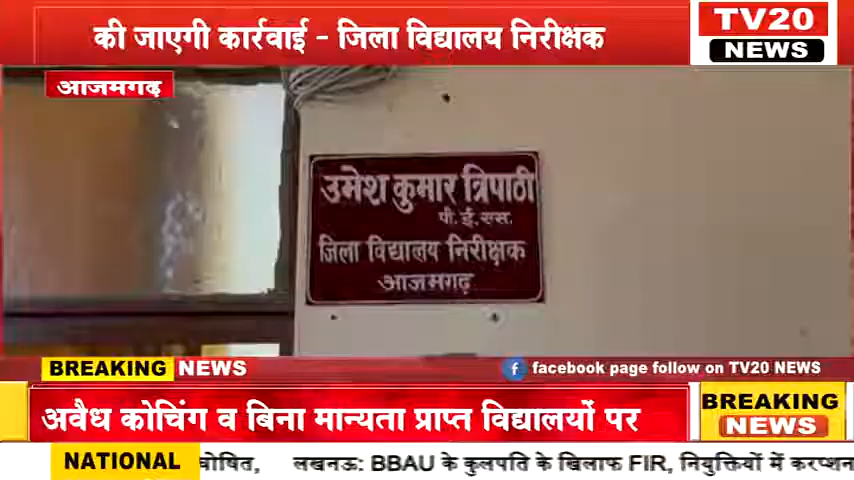 की जाएगी कार्रवाई - जिला विद्यालय निरीक्षक
TV20
NEWS
आजमगढ़
उमेश कुमार त्रिपाठी
पी.ई.एस.
जिला विद्यालय निरीक्षक
आजमगढ़
BREAKING NEWS
facebook page follow on TV20 NEWS
अवैध कोचिंग व बिना मान्यता प्राप्त विद्यालयों पर
BREAKING
NEWS
NATIONAL
लखनऊ: BBAU के कुलपति के खिलाफ FIR, नियुक्तियों में करप्शन